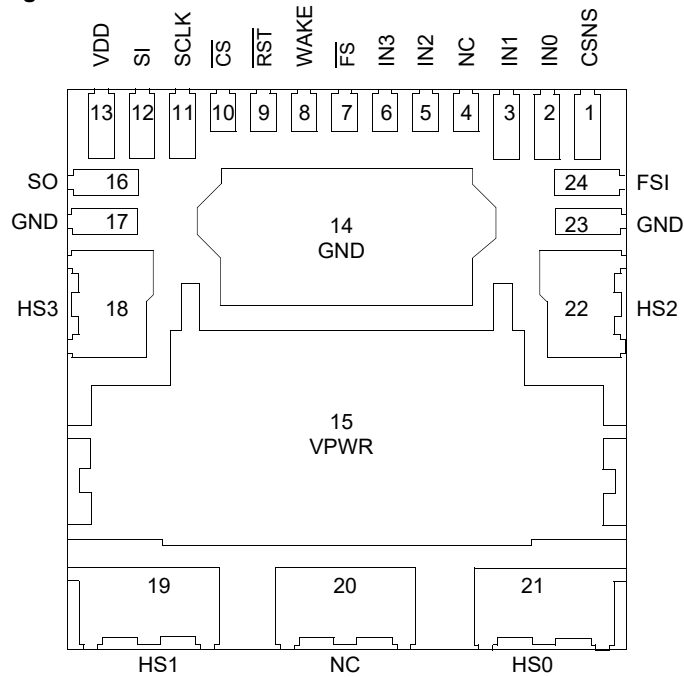 VDD
SI
SCLK
CS
RST
WAKE
FS
IN3
IN2
NC
IN1
IN0
CSNS
13
12
11
10
9
8
7
6
5
4
3
2
1
SO 16 24 FSI
GND 17 23 GND
14
GND
HS3 18 22 HS2
15
VPWR
19 20 21
HS1 NC HS0